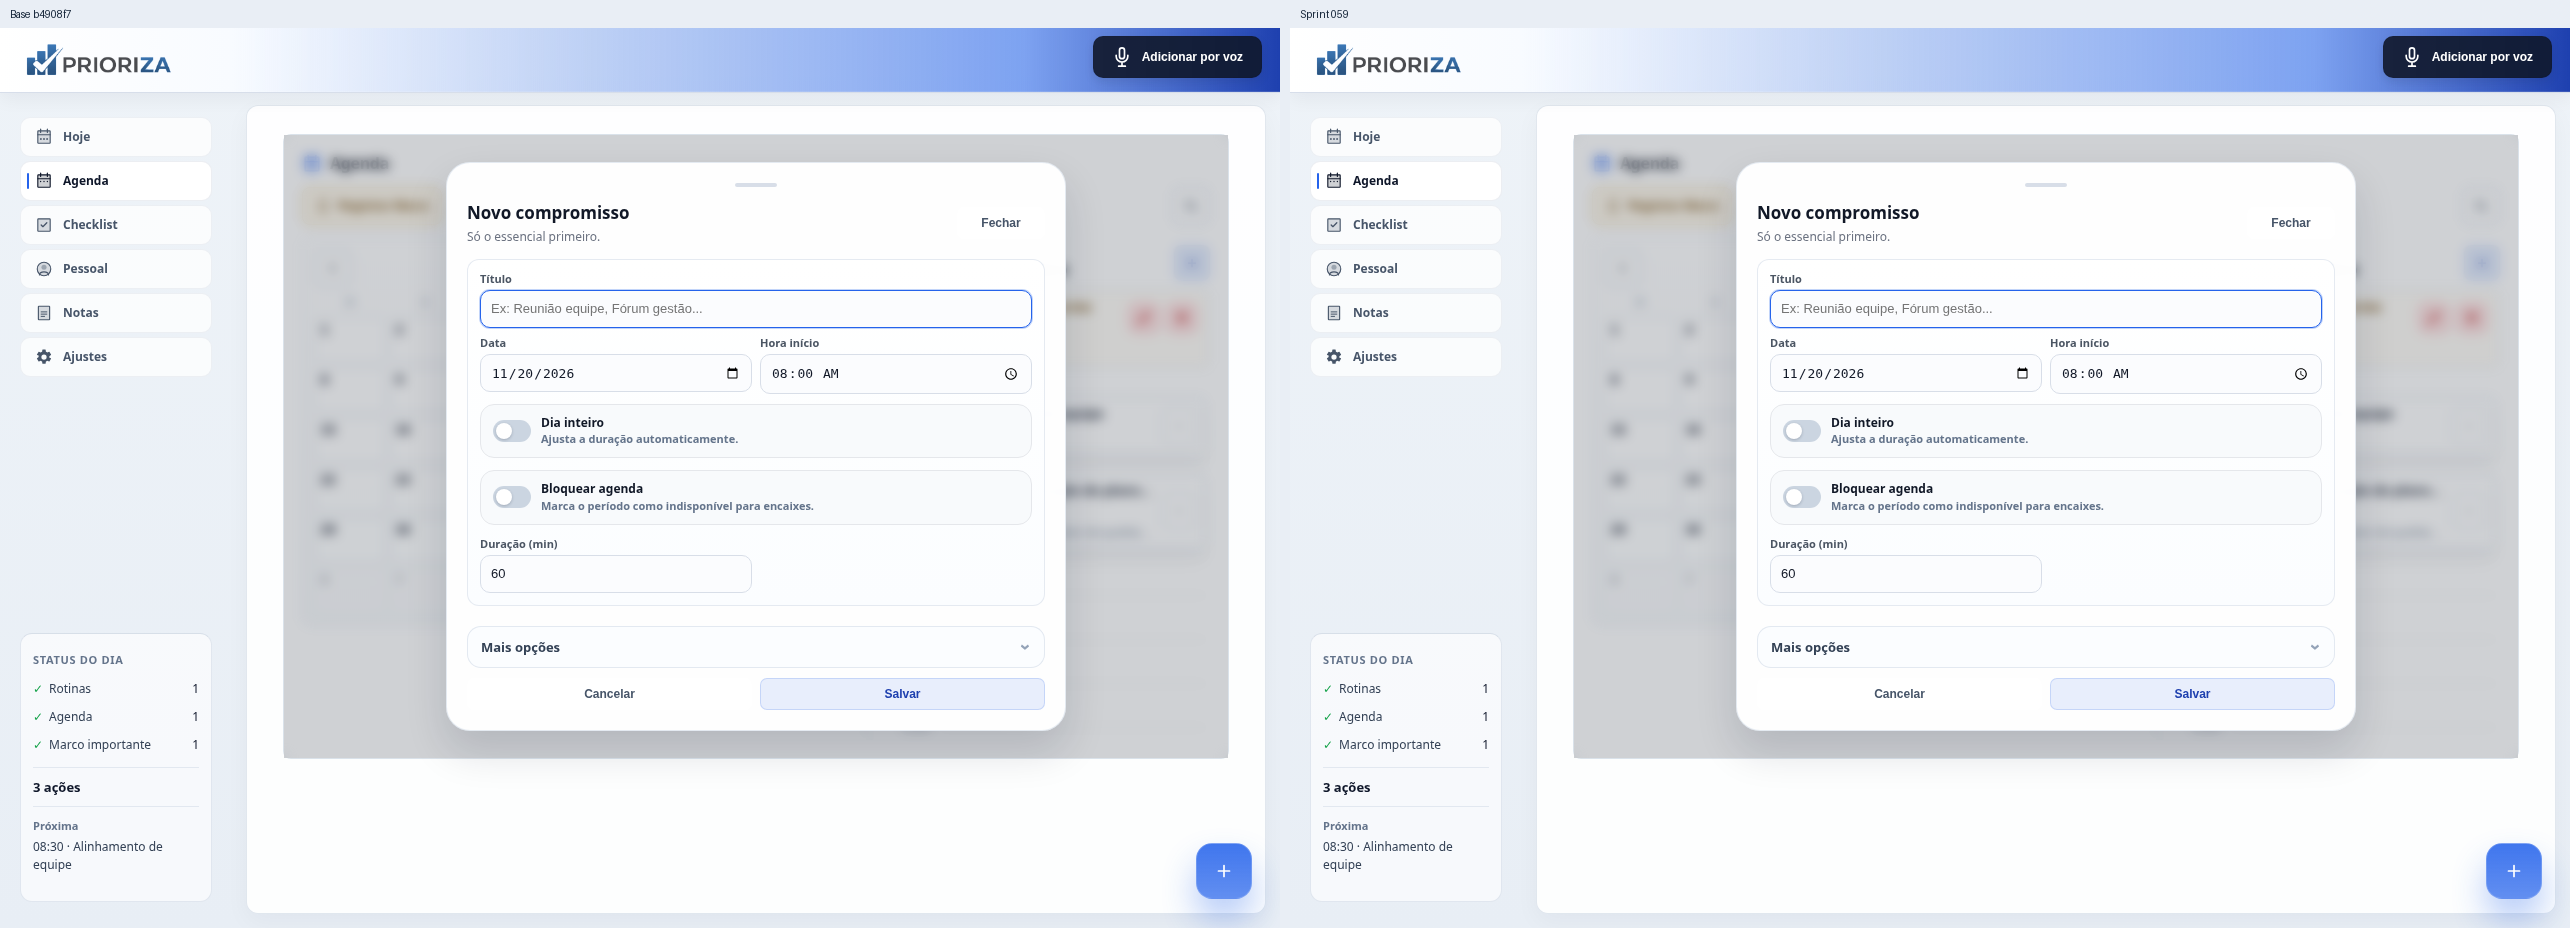 Base b4908f7
PRIORIZA
Adicionar por voz
Hoje
Agenda
Checklist
Pessoal
Notas
Ajustes
STATUS DO DIA
✓ Rotinas 1
✓ Agenda 1
✓ Marco importante 1
3 ações
Próxima
08:30 · Alinhamento de
equipe
Agenda
Novo compromisso
Só o essencial primeiro.
Fechar
Título
Ex: Reunião equipe, Fórum gestão...
Data
11/20/2026
Hora início
08:00 AM
Dia inteiro
Ajusta a duração automaticamente.
Bloquear agenda
Marca o período como indisponível para encaixes.
Duração (min)
60
Mais opções
Cancelar
Salvar
+
Sprint 059
PRIORIZA
Adicionar por voz
Hoje
Agenda
Checklist
Pessoal
Notas
Ajustes
STATUS DO DIA
✓ Rotinas 1
✓ Agenda 1
✓ Marco importante 1
3 ações
Próxima
08:30 · Alinhamento de
equipe
Agenda
Novo compromisso
Só o essencial primeiro.
Fechar
Título
Ex: Reunião equipe, Fórum gestão...
Data
11/20/2026
Hora início
08:00 AM
Dia inteiro
Ajusta a duração automaticamente.
Bloquear agenda
Marca o período como indisponível para encaixes.
Duração (min)
60
Mais opções
Cancelar
Salvar
+